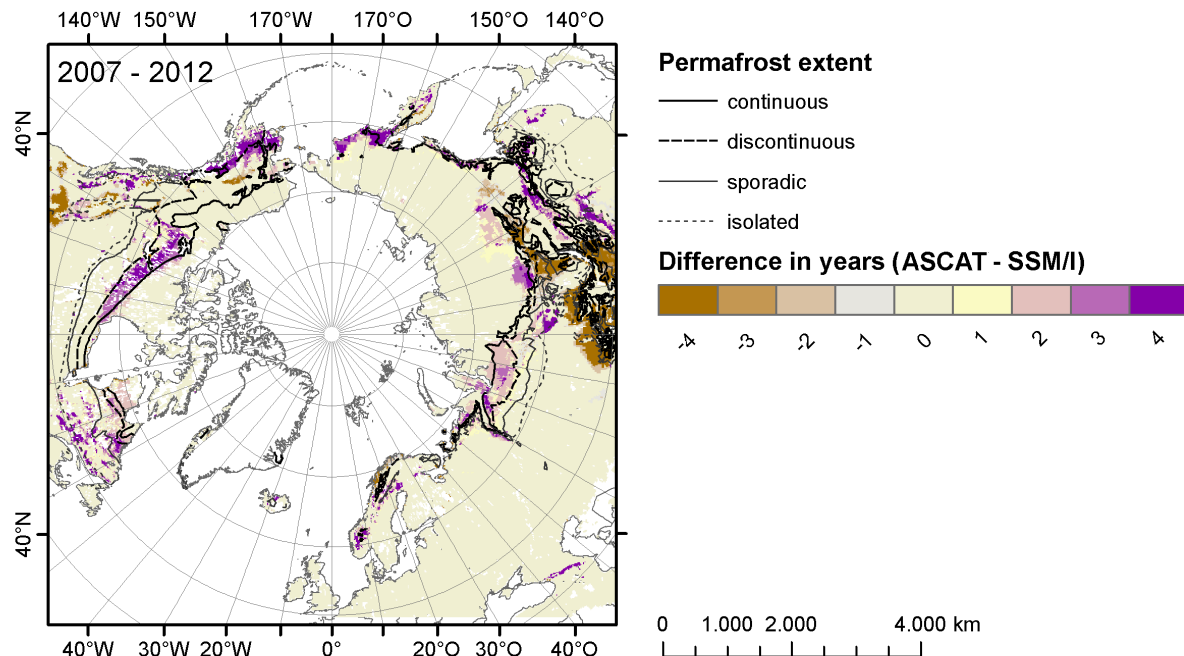 140°W 150°W 170°W 170°O 150°O 140°O
2007 - 2012
40°N
40°N
40°W 30°W 20°W 0° 20°O 30°O 40°O
Permafrost extent
continuous
discontinuous
sporadic
isolated
Difference in years (ASCAT - SSM/I)
-4 -3 -2 -1 0 1 2 3 4
0 1.000 2.000 4.000 km